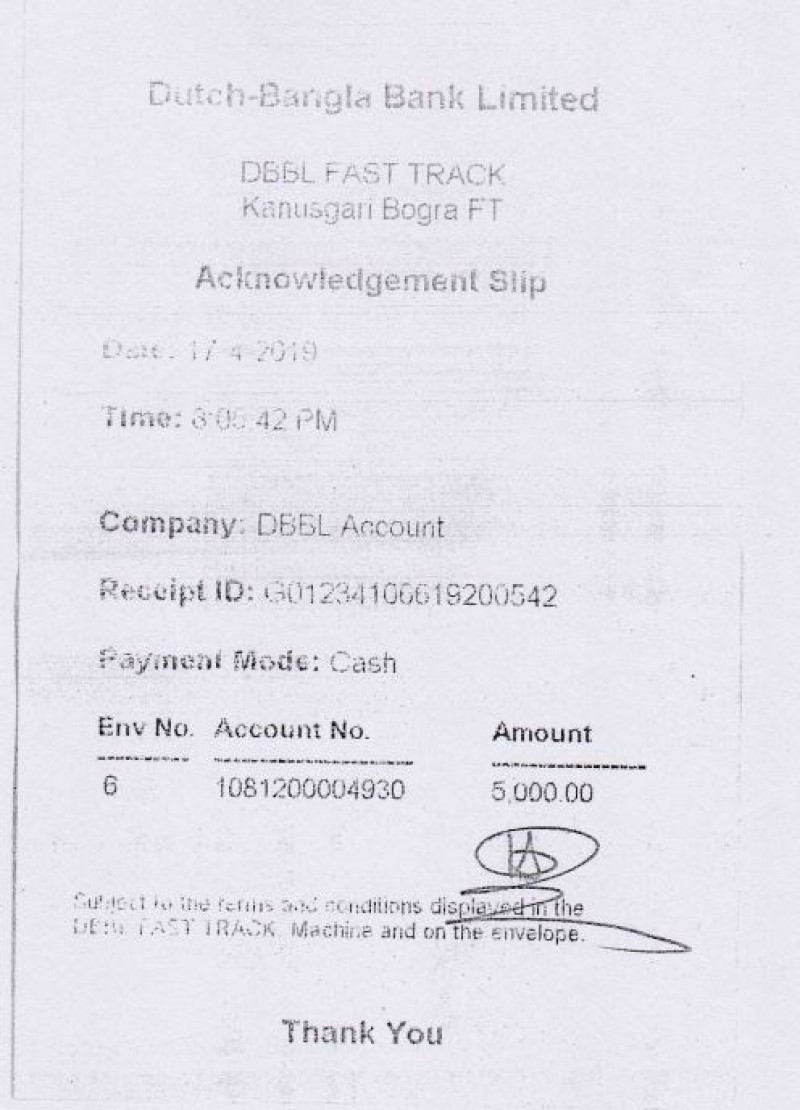 Dutch-Bangla Bank Limited
DBBL FAST TRACK
Kanusgari Bogra FT
Acknowledgement Slip
Date: 17-4-2019
Time: 8:05:42 PM
Company: DBBL Account
Receipt ID: G01234100619200542
Payment Mode: Cash
Env No. Account No. Amount
6 1081200004930 5,000.00
Subject to the terms and conditions displayed in the
DBBL FAST TRACK Machine and on the envelope.
Thank You